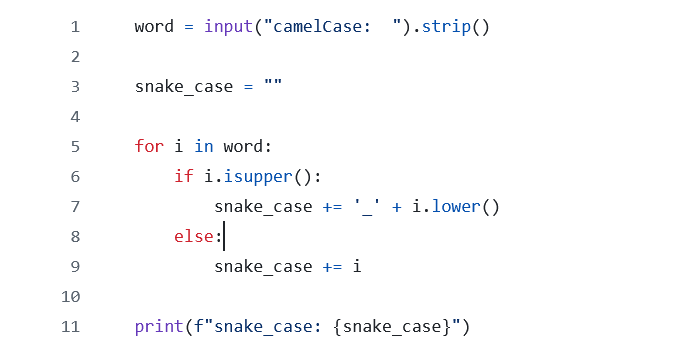 1 word = input("camelCase:  ").strip()
2
3 snake_case = ""
4
5 for i in word:
6     if i.isupper():
7         snake_case += '_' + i.lower()
8     else:
9         snake_case += i
10
11 print(f"snake_case: {snake_case}")